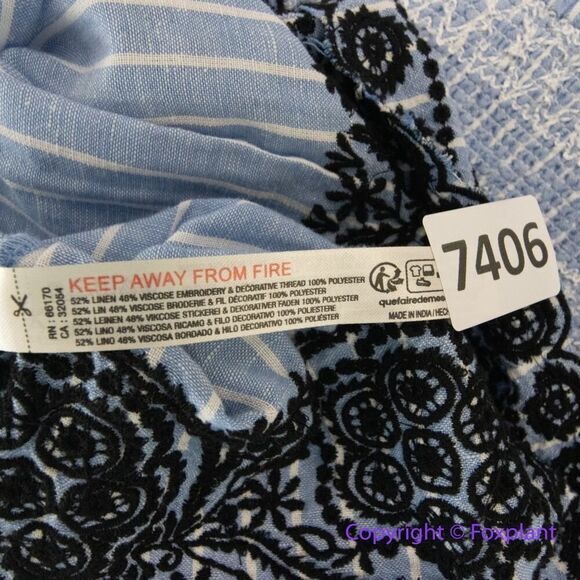 7406
KEEP AWAY FROM FIRE
52% LINEN 48% VISCOSE EMBROIDERY & DECORATIVE THREAD 100% POLYESTER
52% LIN 48% VISCOSE BRODERIE & FIL DÉCORATIF 100% POLYESTER
52% LEINEN 48% VIKCOSE STICKEREI & DEKORATIVER FADEN 100% POLYESTER
52% LINO 48% VISCOSA RICAMO & FILO DECORATIVO 100% POLIESTERE
52% LINO 48% VISCOSA BORDADO & HILO DECORATIVO 100% POLIÉSTER
RN : 66170
CA : 32054
quefairedemes
MADE IN INDIA / HECH
Copyright © Foxplant